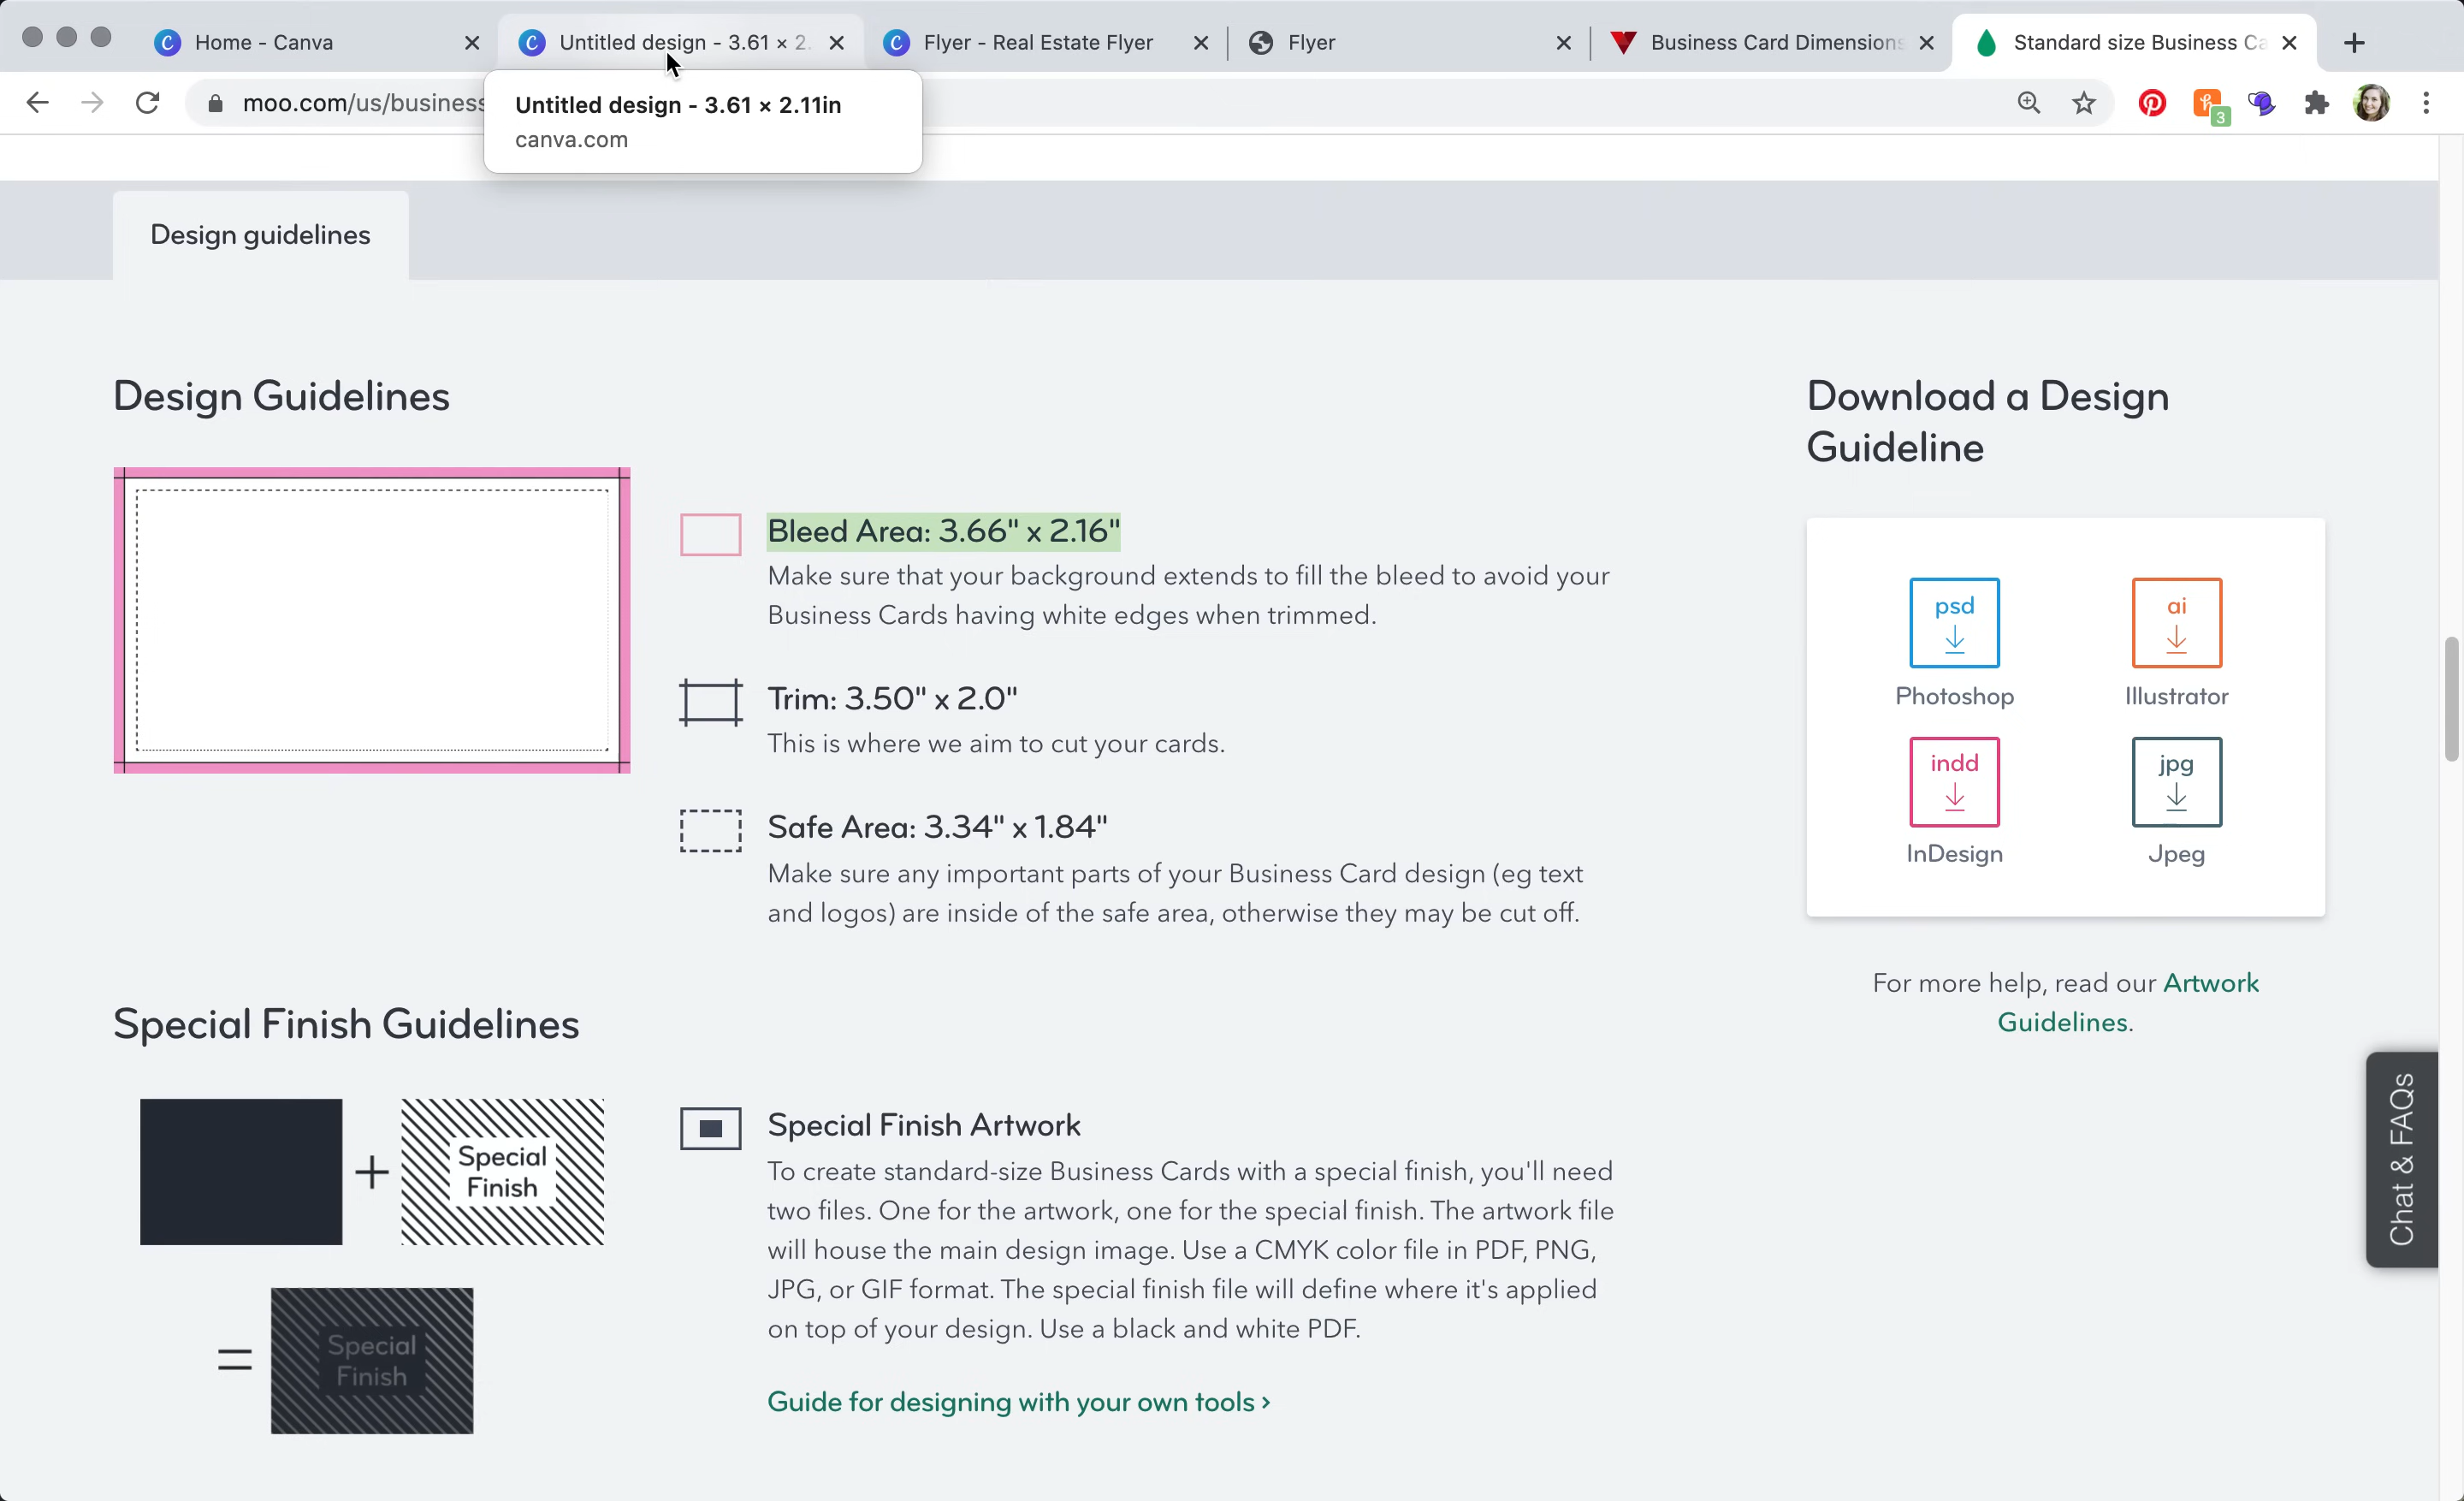 Home - Canva
Untitled design - 3.61 × 2.
Flyer - Real Estate Flyer
Flyer
Business Card Dimensions
Standard size Business Ca
moo.com/us/business
3
Untitled design - 3.61 × 2.11in
canva.com
Design guidelines
Design Guidelines
Bleed Area: 3.66" x 2.16"
Make sure that your background extends to fill the bleed to avoid your
Business Cards having white edges when trimmed.
Trim: 3.50" x 2.0"
This is where we aim to cut your cards.
Safe Area: 3.34" x 1.84"
Make sure any important parts of your Business Card design (eg text
and logos) are inside of the safe area, otherwise they may be cut off.
Download a Design
Guideline
psd
Photoshop
ai
Illustrator
indd
InDesign
jpg
Jpeg
For more help, read our Artwork
Guidelines.
Special Finish Guidelines
+
Special
Finish
=
Special
Finish
Special Finish Artwork
To create standard-size Business Cards with a special finish, you'll need
two files. One for the artwork, one for the special finish. The artwork file
will house the main design image. Use a CMYK color file in PDF, PNG,
JPG, or GIF format. The special finish file will define where it's applied
on top of your design. Use a black and white PDF.
Guide for designing with your own tools ›
Chat & FAQs